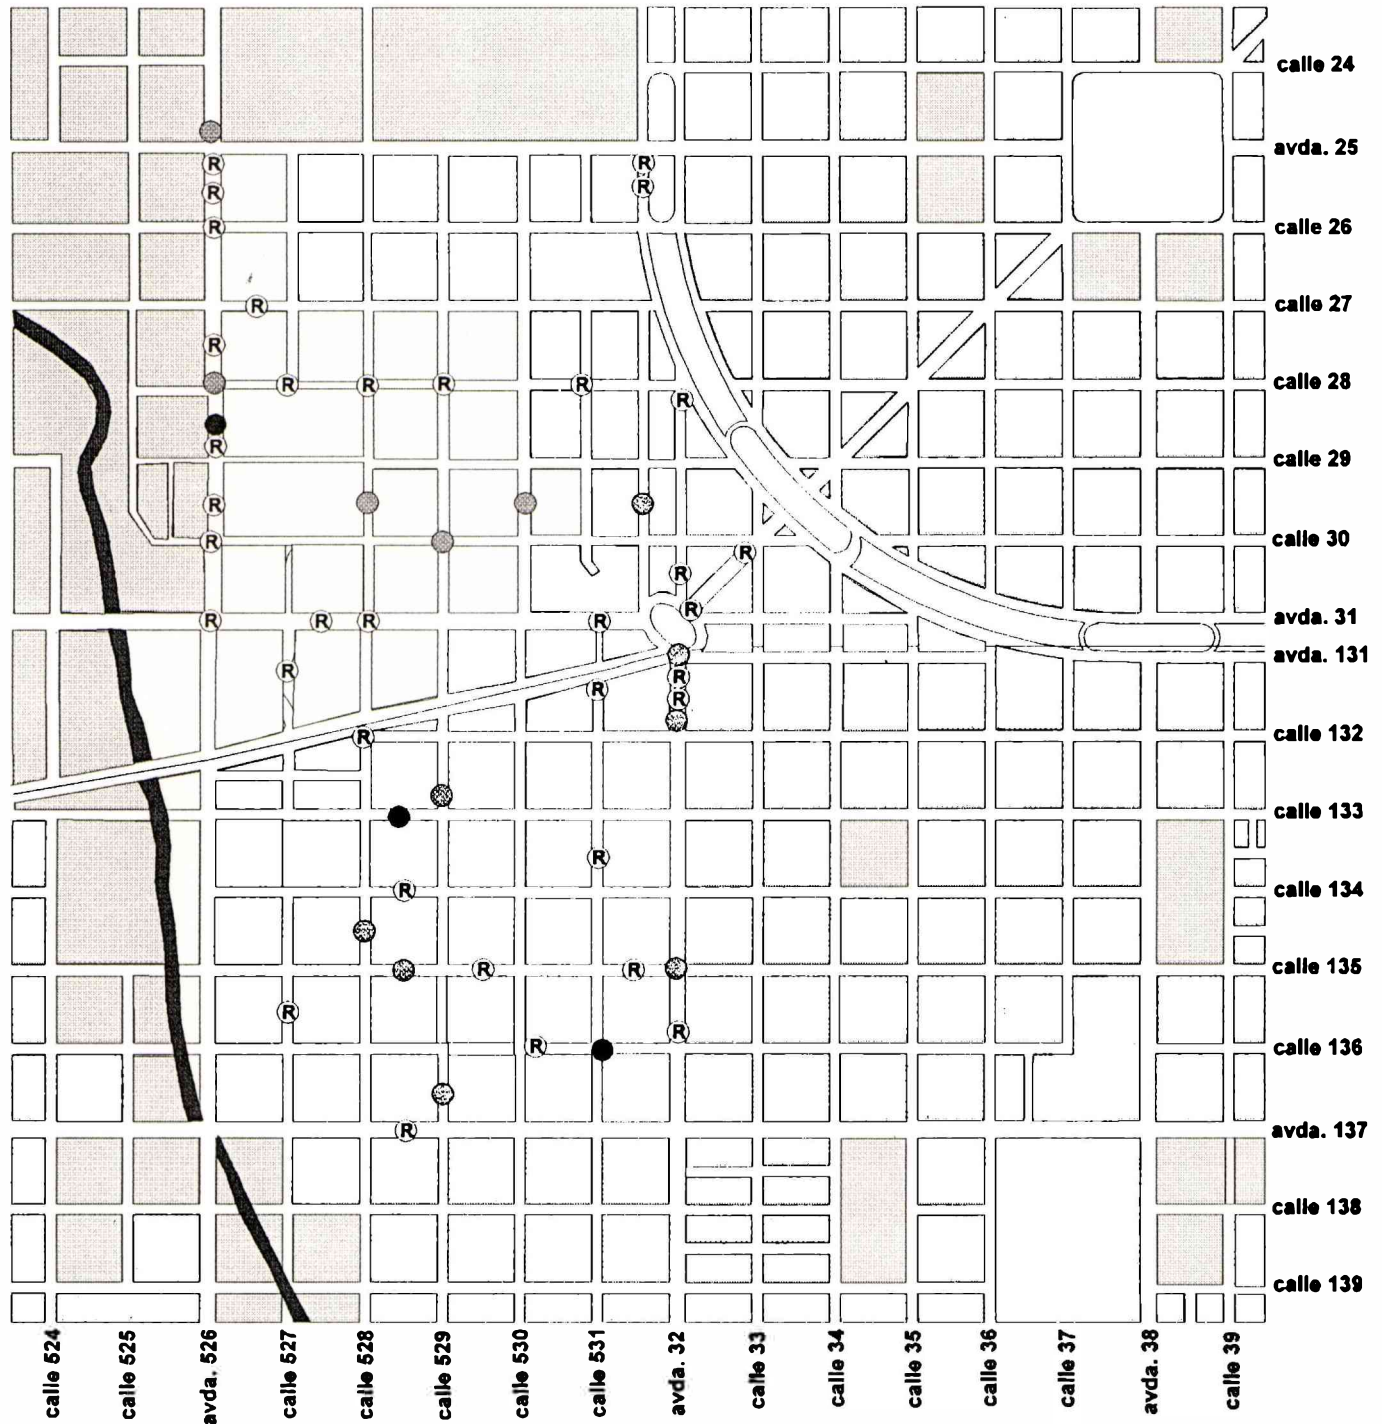 calle 24
avda. 25
R R
R R
R
calle 26
R
calle 27
R
R R R R
calle 28
R
R
calle 29
R
R
calle 30
R
R
R
R R R R
avda. 31
avda. 131
R R
R R
R
calle 132
calle 133
R
R
calle 134
R R
calle 135
R
R
R
calle 136
R
avda. 137
calle 138
calle 139
calle 524
calle 525
avda. 526
calle 527
calle 528
calle 529
calle 530
calle 531
avda. 32
calle 33
calle 34
calle 35
calle 36
calle 37
avda. 38
calle 39